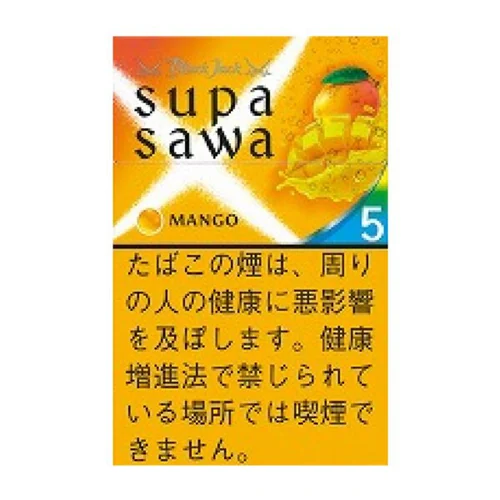 Black Jack
supa
sawa
MANGO
5
たばこの煙は、周り
の人の健康に悪影響
を及ぼします。健康
増進法で禁じられて
いる場所では喫煙で
きません。